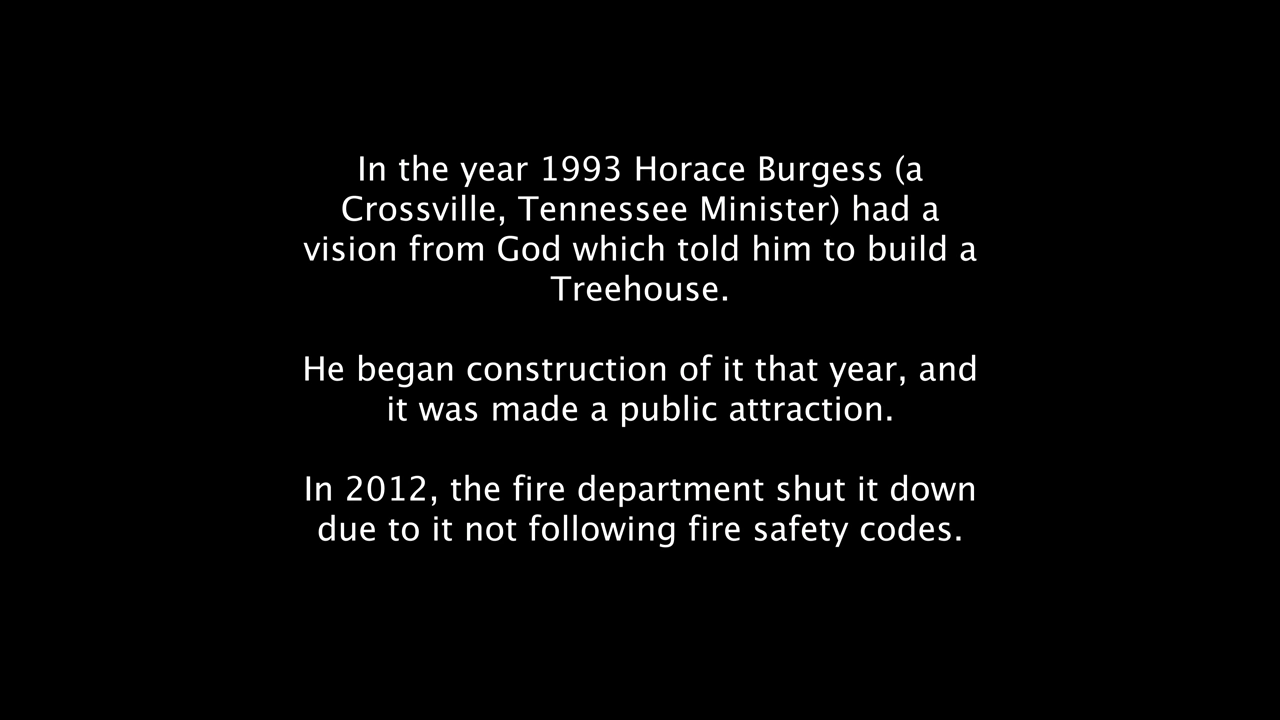 In the year 1993 Horace Burgess (a
Crossville, Tennessee Minister) had a
vision from God which told him to build a
Treehouse.
He began construction of it that year, and
it was made a public attraction.
In 2012, the fire department shut it down
due to it not following fire safety codes.